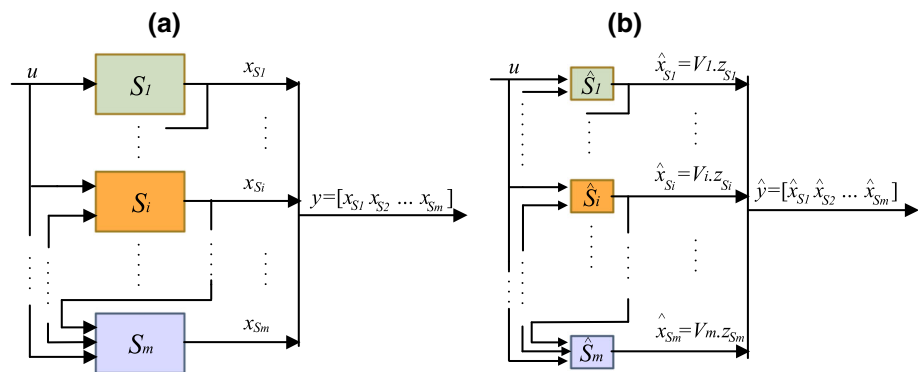 (a)
u
S1
xS1
Si
xSi
y=[xS1 xS2 ... xSm]
Sm
xSm
(b)
u
Ŝ1
x̂S1=V1.zS1
Ŝi
x̂Si=Vi.zSi
ŷ=[x̂S1 x̂S2 ... x̂Sm]
Ŝm
x̂Sm=Vm.zSm